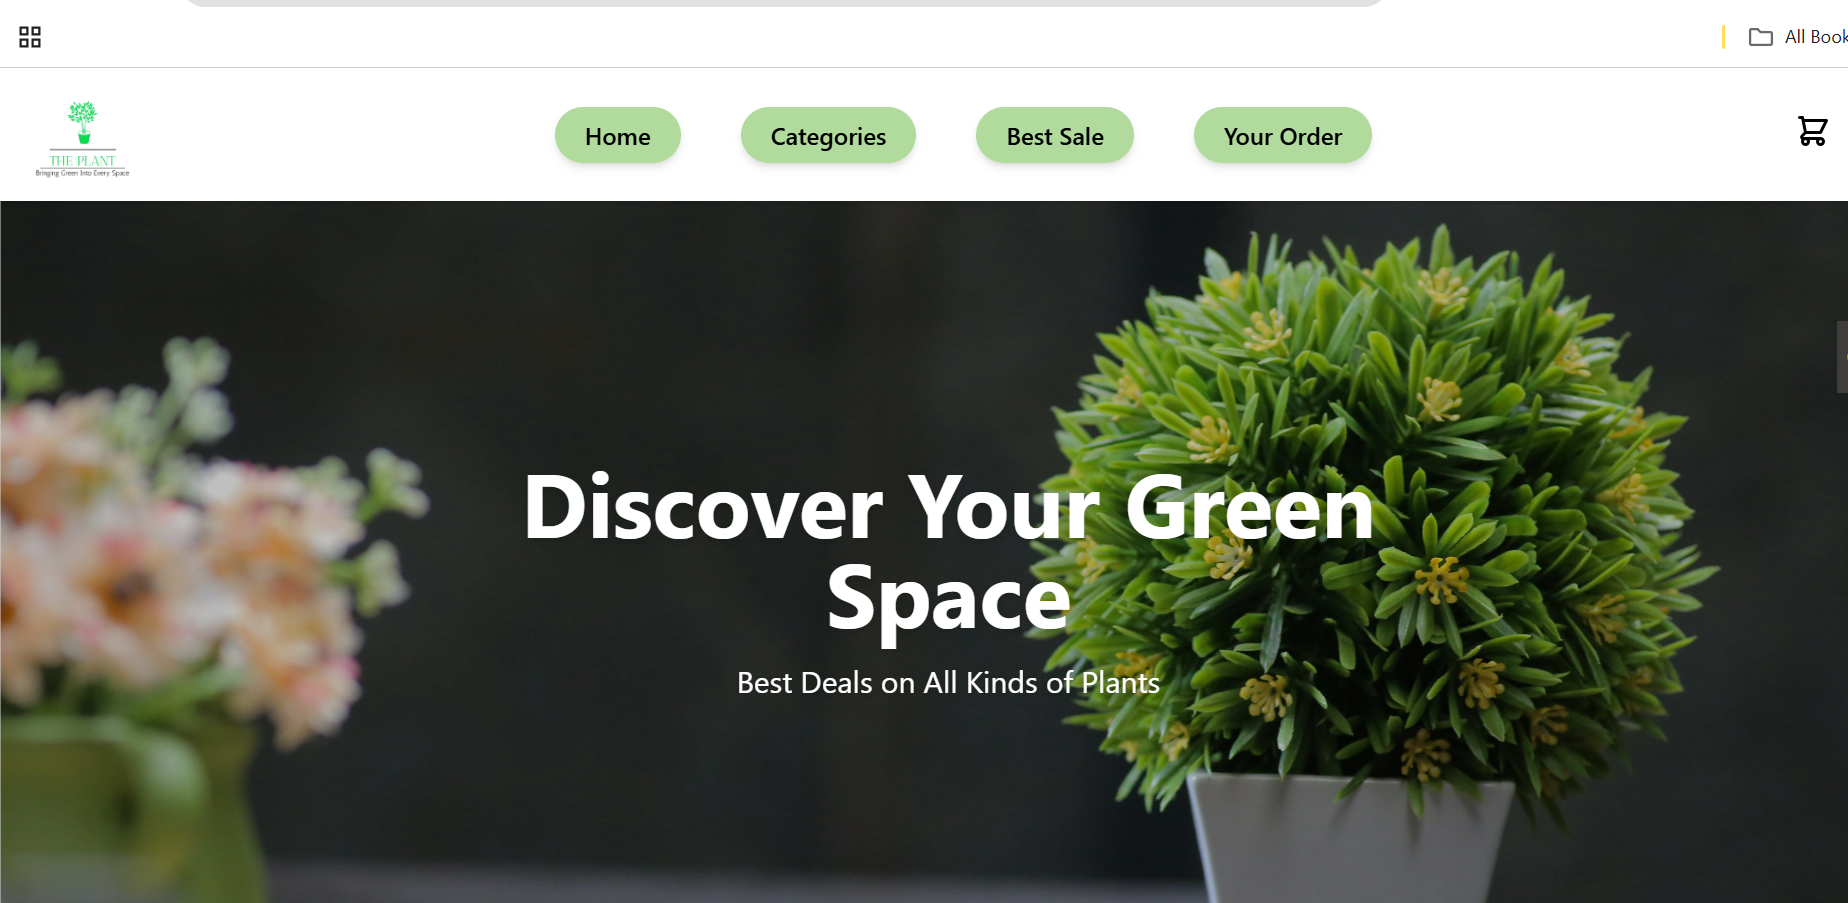 All Book
THE PLANT
Bringing Green Into Every Space
Home
Categories
Best Sale
Your Order
Discover Your Green
Space
Best Deals on All Kinds of Plants